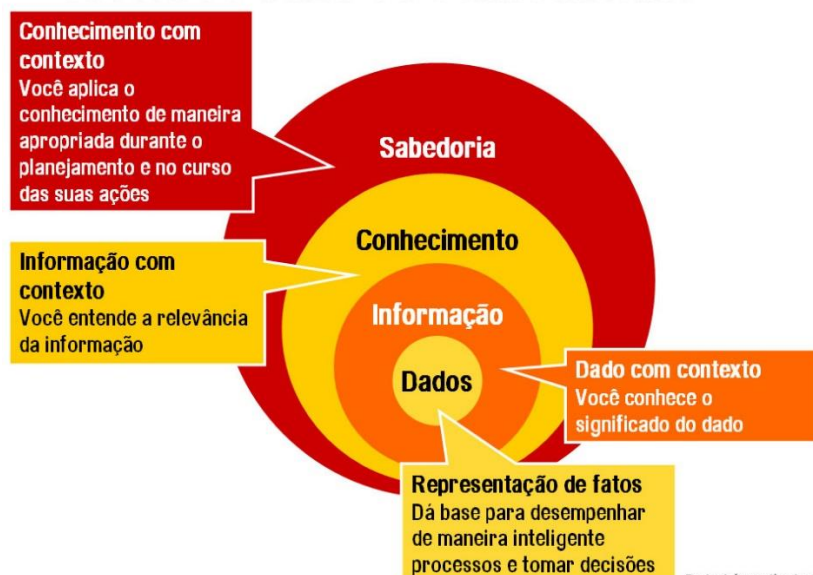 Conhecimento com
contexto
Você aplica o
conhecimento de maneira
apropriada durante o
planejamento e no curso
das suas ações
Sabedoria
Conhecimento
Informação com
contexto
Você entende a relevância
da informação
Informação
Dados
Dado com contexto
Você conhece o
significado do dado
Representação de fatos
Dá base para desempenhar
de maneira inteligente
processos e tomar decisões